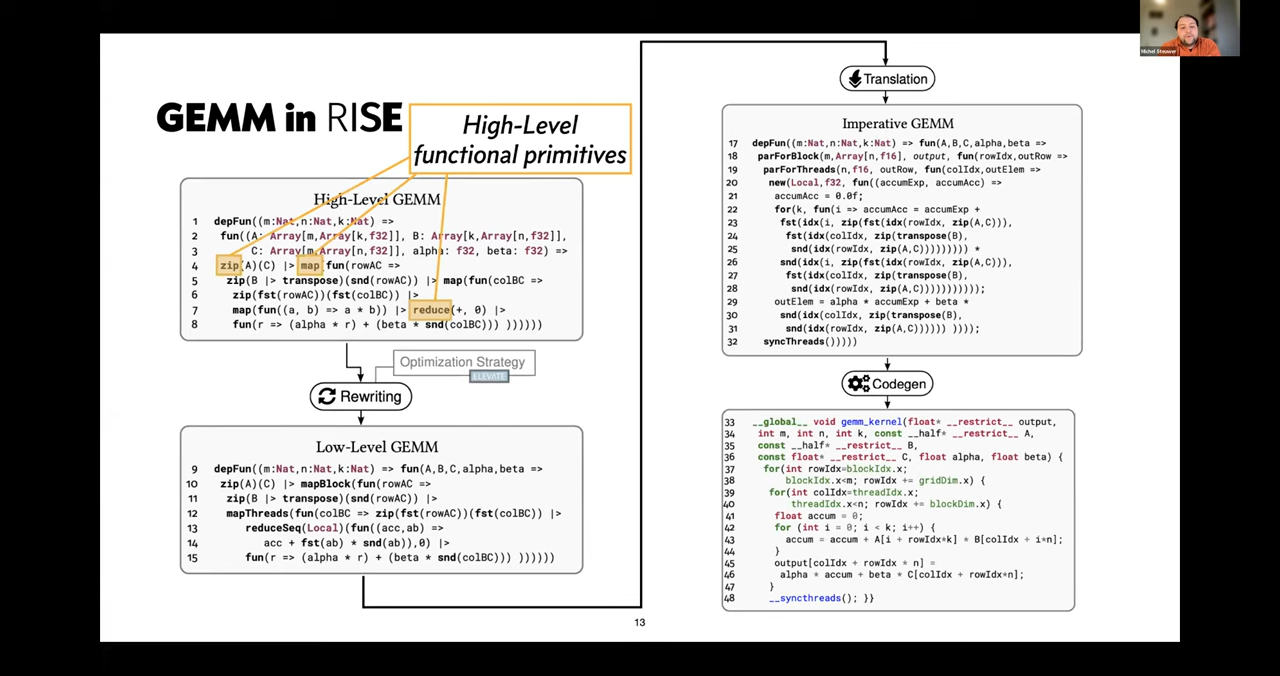 Michel Steuwer
GEMM in RISE
High-Level
functional primitives
High-Level GEMM
1 depFun((m:Nat,n:Nat,k:Nat) =>
2 fun((A: Array[m,Array[k,f32]], B: Array[k,Array[n,f32]],
3 C: Array[m,Array[n,f32]], alpha: f32, beta: f32) =>
4 zip(A)(C) |> map(fun(rowAC =>
5 zip(B |> transpose)(snd(rowAC)) |> map(fun(colBC =>
6 zip(fst(rowAC))(fst(colBC)) |>
7 map(fun((a, b) => a * b)) |> reduce(+, 0) |>
8 fun(r => (alpha * r) + (beta * snd(colBC))) ))))))
Optimization Strategy
ELEVATE
Rewriting
Low-Level GEMM
9 depFun((m:Nat,n:Nat,k:Nat) => fun(A,B,C,alpha,beta =>
10 zip(A)(C) |> mapBlock(fun(rowAC =>
11 zip(B |> transpose)(snd(rowAC)) |>
12 mapThreads(fun(colBC => zip(fst(rowAC))(fst(colBC)) |>
13 reduceSeq(Local)(fun((acc,ab) =>
14 acc + fst(ab) * snd(ab)),0) |>
15 fun(r => (alpha * r) + (beta * snd(colBC))) ))))))
Translation
Imperative GEMM
17 depFun((m:Nat,n:Nat,k:Nat) => fun(A,B,C,alpha,beta =>
18 parForBlock(m,Array[n,f16], output, fun(rowIdx,outRow =>
19 parForThreads(n,f16, outRow, fun(colIdx,outElem =>
20 new(Local,f32, fun((accumExp, accumAcc) =>
21 accumAcc = 0.0f;
22 for(k, fun(i => accumAcc = accumExp +
23 fst(idx(i, zip(fst(idx(rowIdx, zip(A,C))),
24 fst(idx(colIdx, zip(transpose(B),
25 snd(idx(rowIdx, zip(A,C))))))))) *
26 snd(idx(i, zip(fst(idx(rowIdx, zip(A,C))),
27 fst(idx(colIdx, zip(transpose(B),
28 snd(idx(rowIdx, zip(A,C)))))))))));
29 outElem = alpha * accumExp + beta *
30 snd(idx(colIdx, zip(transpose(B),
31 snd(idx(rowIdx, zip(A,C)))))) ))));
32 syncThreads()))))
Codegen
33 __global__ void gemm_kernel(float* __restrict__ output,
34 int m, int n, int k, const __half* __restrict__ A,
35 const __half* __restrict__ B,
36 const float* __restrict__ C, float alpha, float beta) {
37 for(int rowIdx=blockIdx.x;
38 blockIdx.x<m; rowIdx += gridDim.x) {
39 for(int colIdx=threadIdx.x;
40 threadIdx.x<n; rowIdx += blockDim.x) {
41 float accum = 0;
42 for (int i = 0; i < k; i++) {
43 accum = accum + A[i + rowIdx*k] * B[colIdx + i*n];
44 }
45 output[colIdx + rowIdx * n] =
46 alpha * accum + beta * C[colIdx + rowIdx*n];
47 }
48 __syncthreads(); }}
13